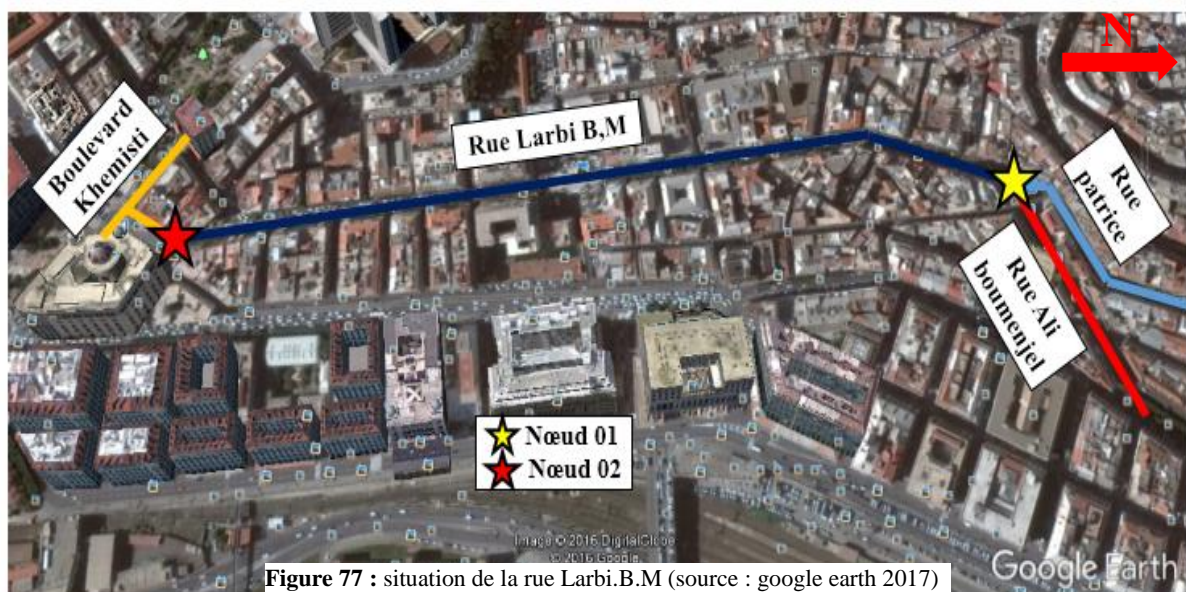 N
Boulevard
Khemisti
Rue Larbi B,M
Rue
patrice
Rue Ali
boumenjel
Nœud 01
Nœud 02
Image © 2016 DigitalGlobe
© 2016 Google
Google Earth
Figure 77 : situation de la rue Larbi.B.M (source : google earth 2017)